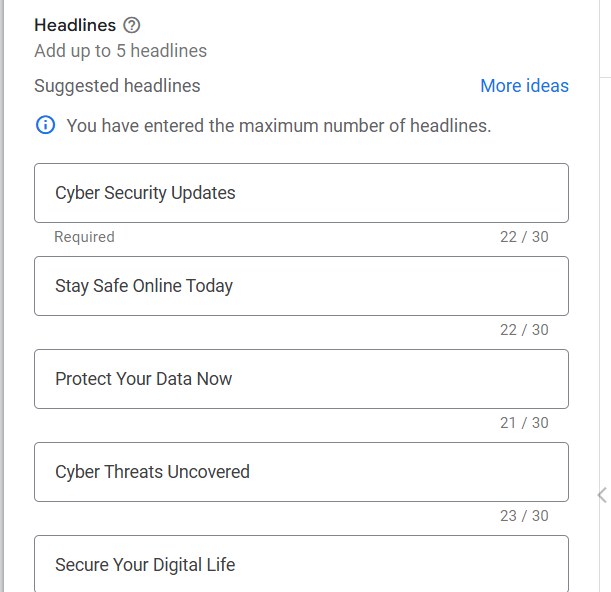 Headlines
Add up to 5 headlines
Suggested headlines More ideas
You have entered the maximum number of headlines.
Cyber Security Updates
Required 22 / 30
Stay Safe Online Today
22 / 30
Protect Your Data Now
21 / 30
Cyber Threats Uncovered
23 / 30
Secure Your Digital Life